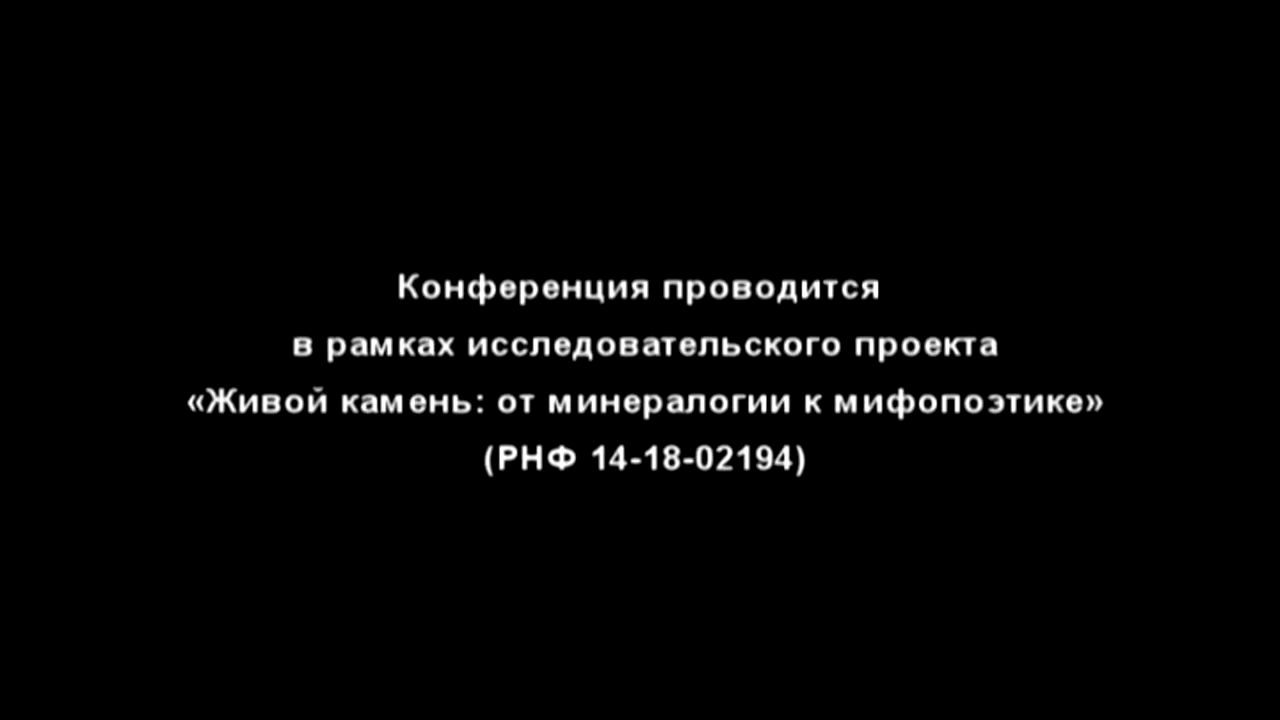 Конференция проводится
в рамках исследовательского проекта
«Живой камень: от минералогии к мифопоэтике»
(РНФ 14-18-02194)